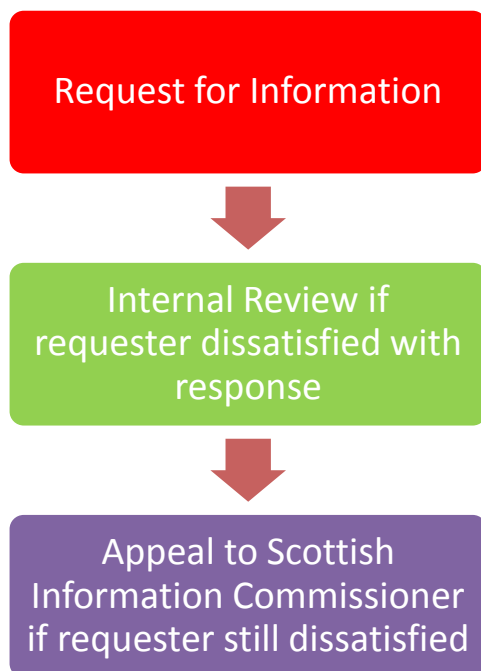 Request for Information
Internal Review if
requester dissatisfied with
response
Appeal to Scottish
Information Commissioner
if requester still dissatisfied